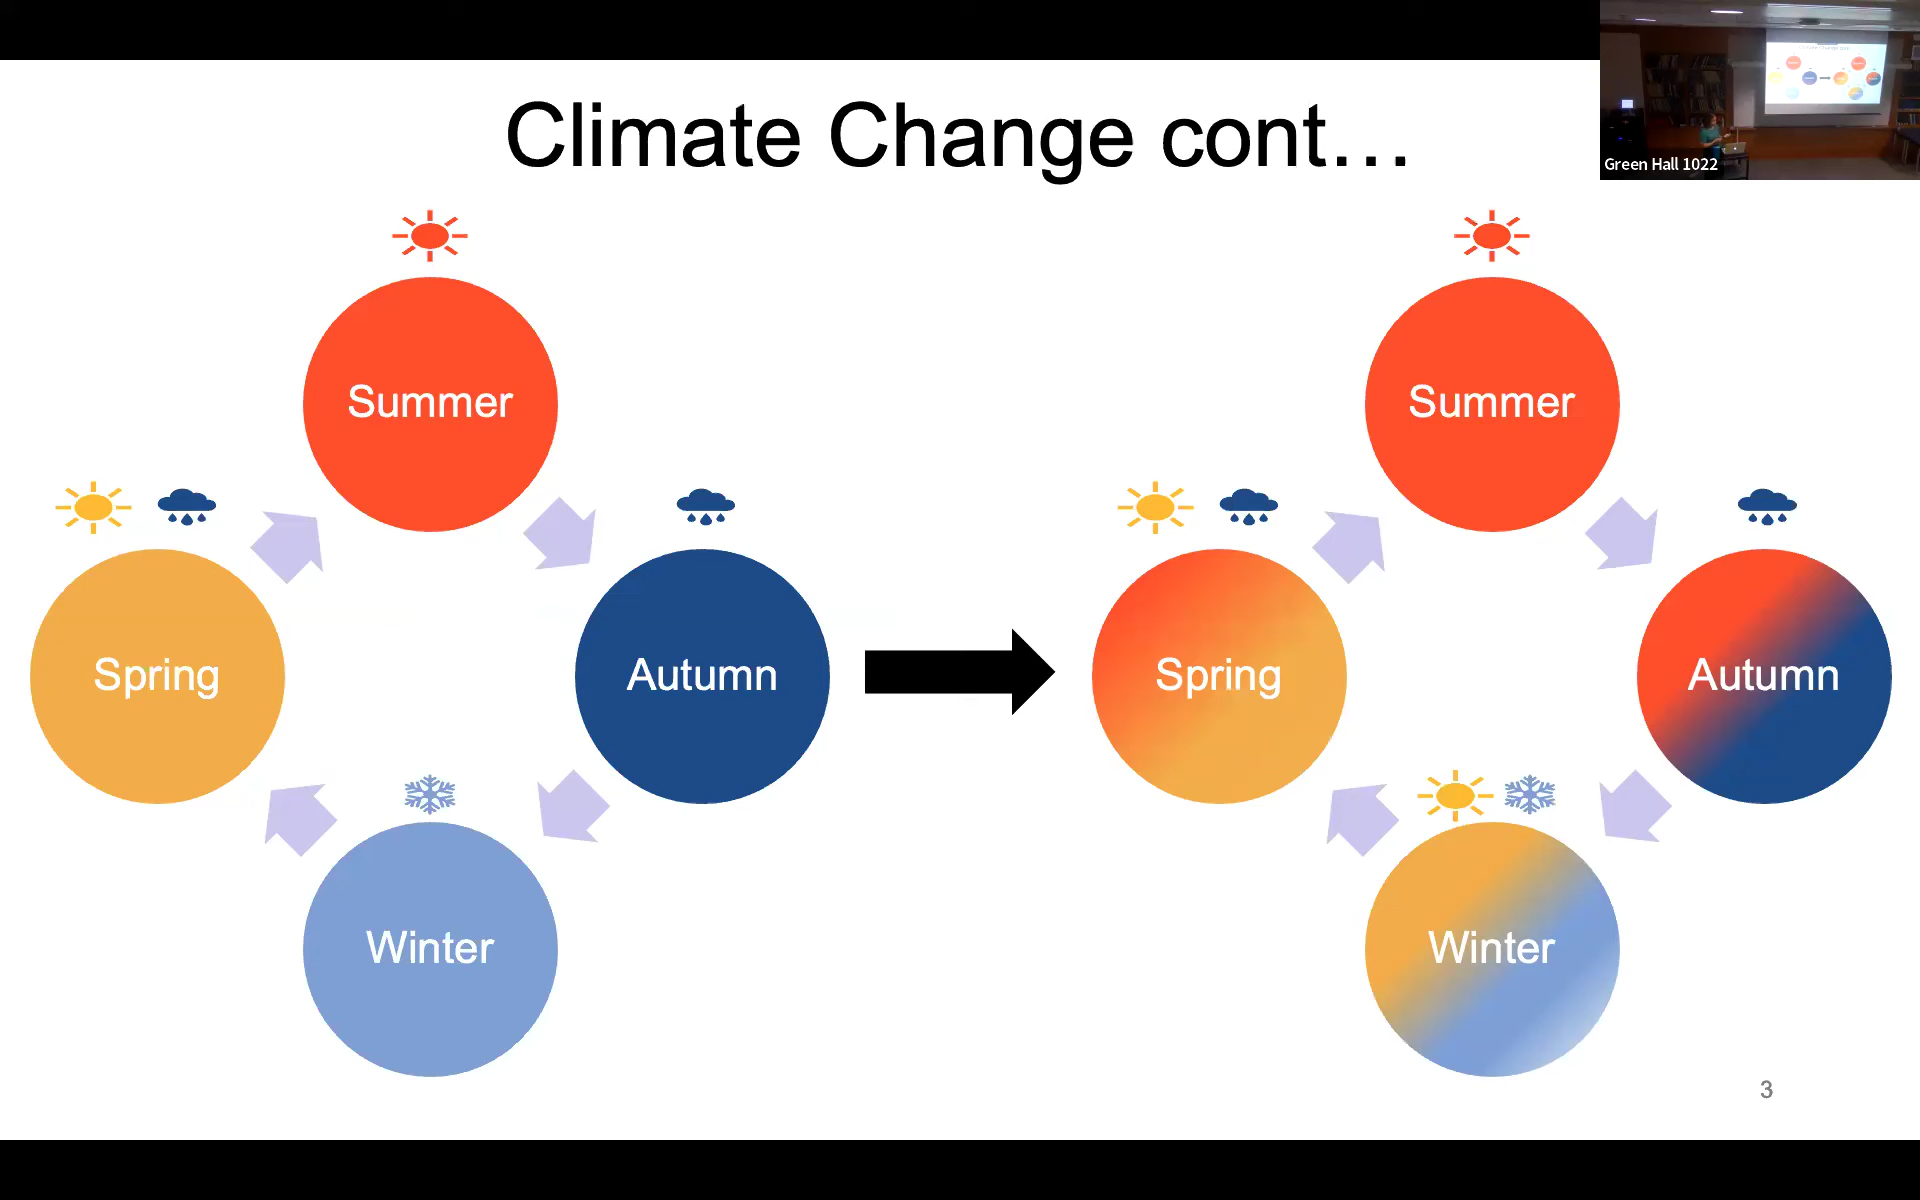 Climate Change cont...
Green Hall 1022
Summer
Summer
Spring
Autumn
Spring
Autumn
Winter
Winter
3